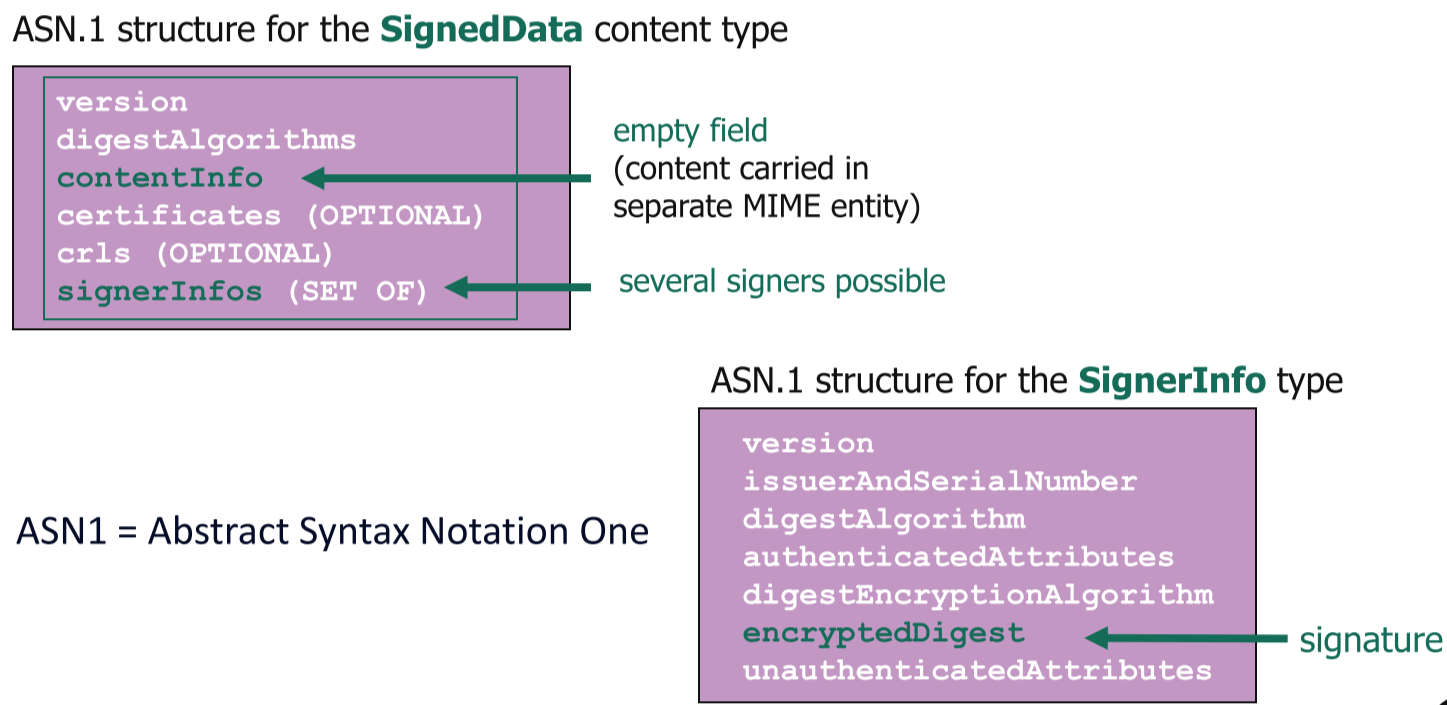 ASN.1 structure for the SignedData content type
version
digestAlgorithms
contentInfo
certificates (OPTIONAL)
crls (OPTIONAL)
signerInfos (SET OF)
empty field
(content carried in
separate MIME entity)
several signers possible
ASN.1 structure for the SignerInfo type
version
issuerAndSerialNumber
digestAlgorithm
authenticatedAttributes
digestEncryptionAlgorithm
encryptedDigest
unauthenticatedAttributes
signature
ASN1 = Abstract Syntax Notation One